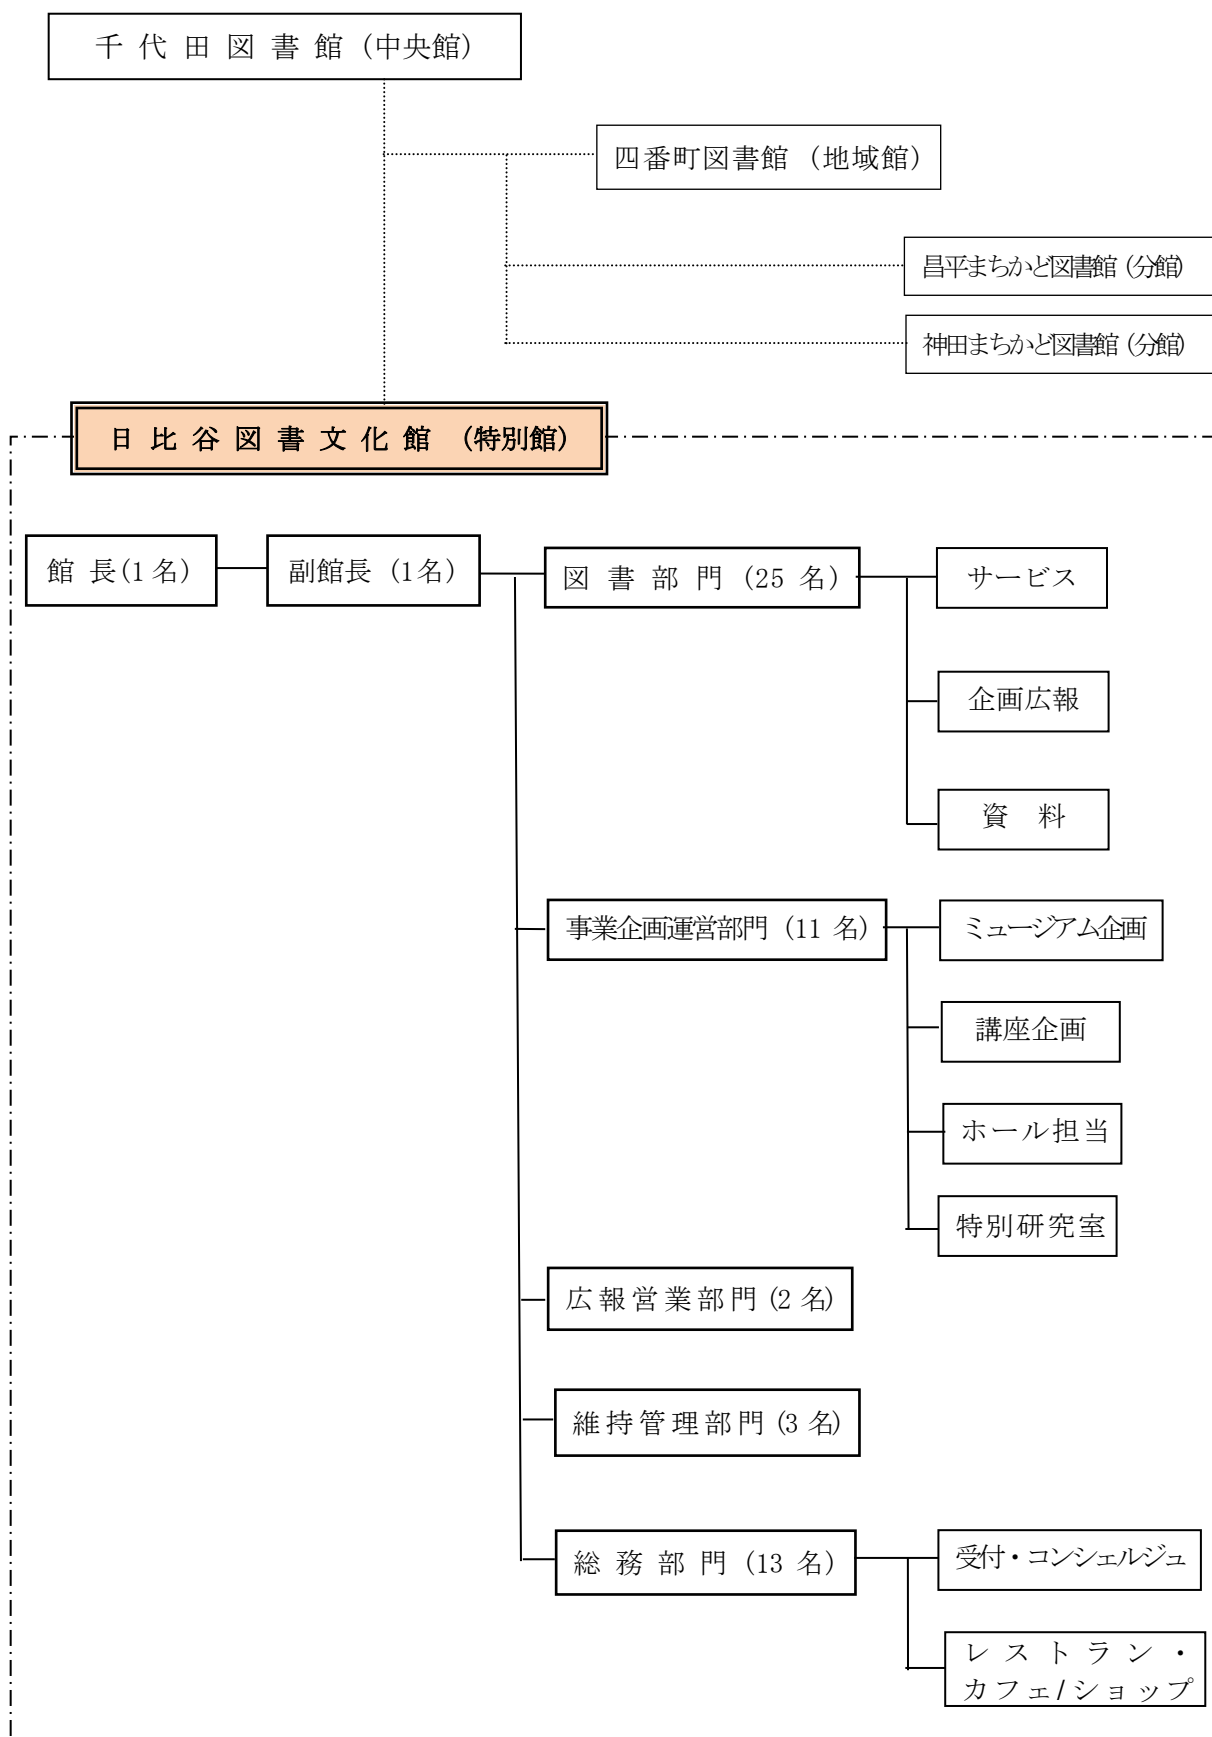 千代田図書館（中央館）
四番町図書館（地域館）
昌平まちかど図書館（分館）
神田まちかど図書館（分館）
日比谷図書文化館（特別館）
館長(1名)
副館長（1名）
図書部門（25名）
サービス
企画広報
資料
事業企画運営部門（11名）
ミュージアム企画
講座企画
ホール担当
特別研究室
広報営業部門（2名）
維持管理部門（3名）
総務部門（13名）
受付・コンシェルジュ
レストラン・
カフェ/ショップ